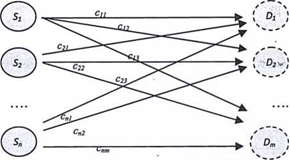 S1 c11 D1
c12
c21 c13
S2 c22 D2
c23
.... ....
cn1
Sn cn2 Dm
cnm